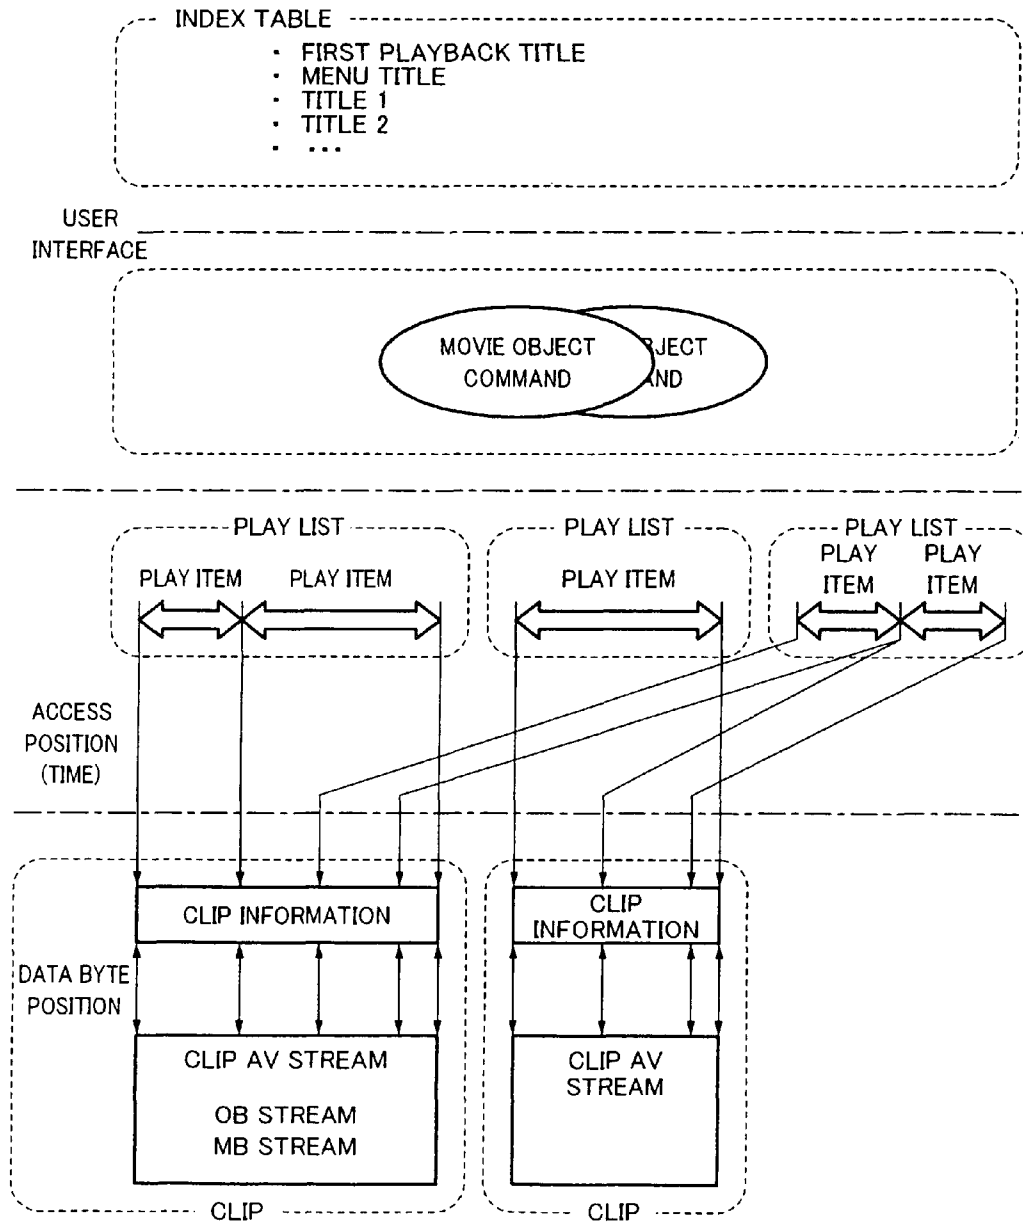 INDEX TABLE
· FIRST PLAYBACK TITLE
· MENU TITLE
· TITLE 1
· TITLE 2
· ···
USER
INTERFACE
MOVIE OBJECT
COMMAND
BJECT
AND
PLAY LIST
PLAY ITEM
PLAY ITEM
PLAY LIST
PLAY ITEM
PLAY LIST
PLAY
ITEM
PLAY
ITEM
ACCESS
POSITION
(TIME)
CLIP INFORMATION
CLIP
INFORMATION
DATA BYTE
POSITION
CLIP AV STREAM
OB STREAM
MB STREAM
CLIP AV
STREAM
CLIP
CLIP